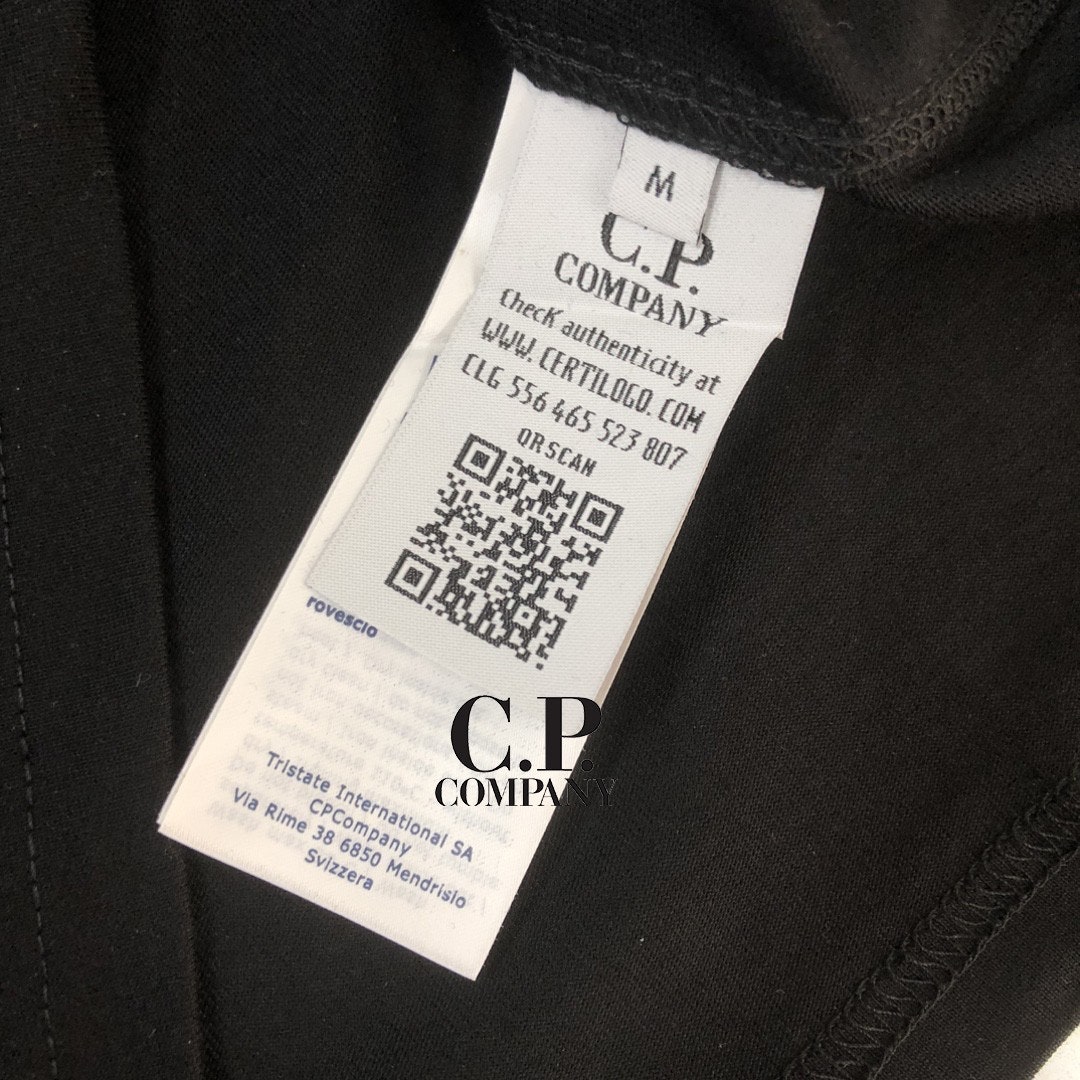 M
C.P.
COMPANY
Check authenticity at
WWW.CERTILOGO.COM
CLG 556 465 523 807
QR SCAN
rovescio
C.P.
COMPANY
Tristate International SA
CPCompany
Via Rime 38 6850 Mendrisio
Svizzera